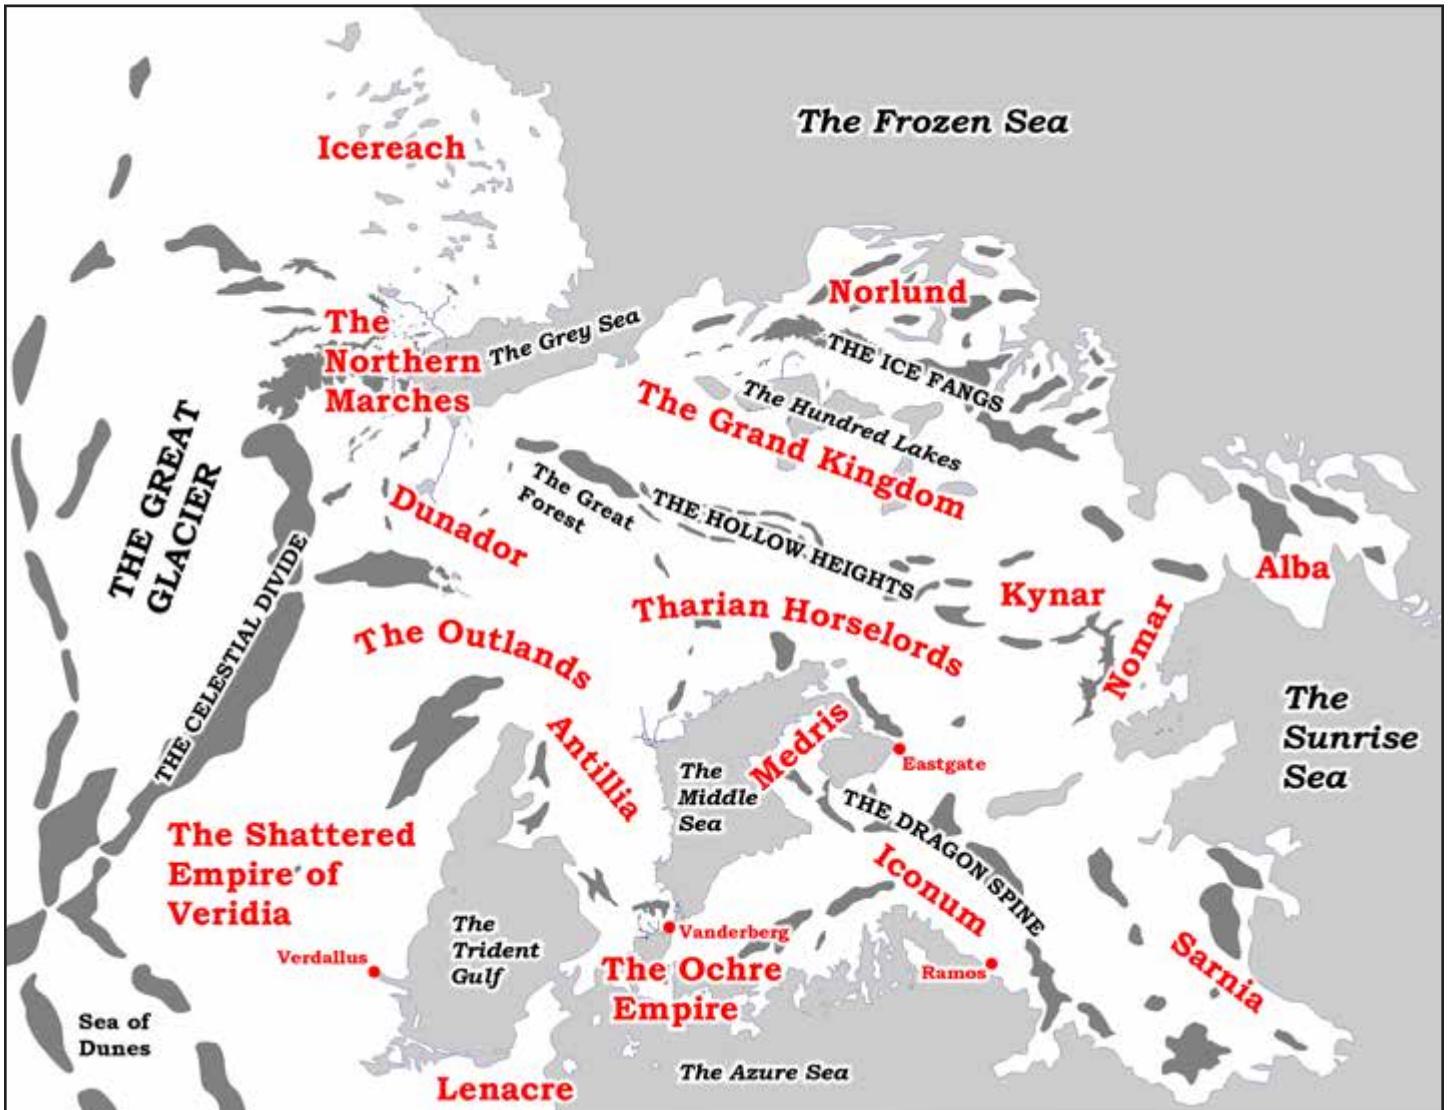 The Frozen Sea
Icereach
Norlund
The
Northern
Marches
The Grey Sea
THE ICE FANGS
The Hundred Lakes
The Grand Kingdom
THE GREAT
GLACIER
The Great
Forest
THE HOLLOW HEIGHTS
Dunador
Alba
Kynar
Nomar
Tharian Horselords
THE CELESTIAL DIVIDE
The Outlands
The
Sunrise
Sea
Antillia
Medris
Eastgate
The
Middle
Sea
THE DRAGON SPINE
The Shattered
Empire of
Veridia
Iconum
The
Trident
Gulf
Vanderberg
Verdallus
The Ochre
Empire
Ramos
Sarnia
Sea of
Dunes
The Azure Sea
Lenacre